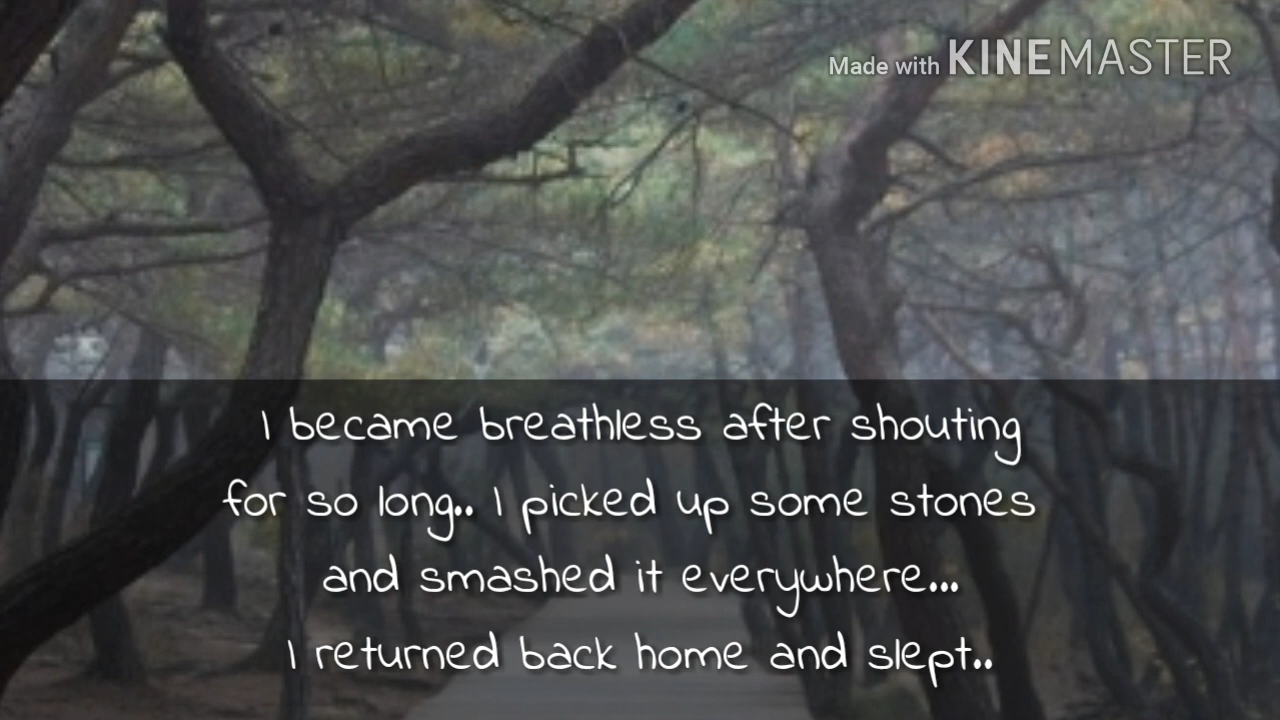 Made with KINEMASTER
I became breathless after shouting
for so long.. I picked up some stones
and smashed it everywhere...
I returned back home and slept..